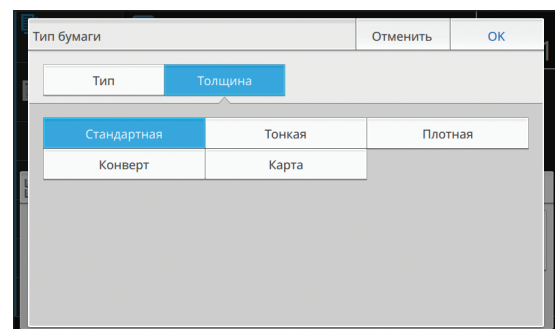 Тип бумаги Отменить OK
Тип Толщина
Стандартная Тонкая Плотная
Конверт Карта